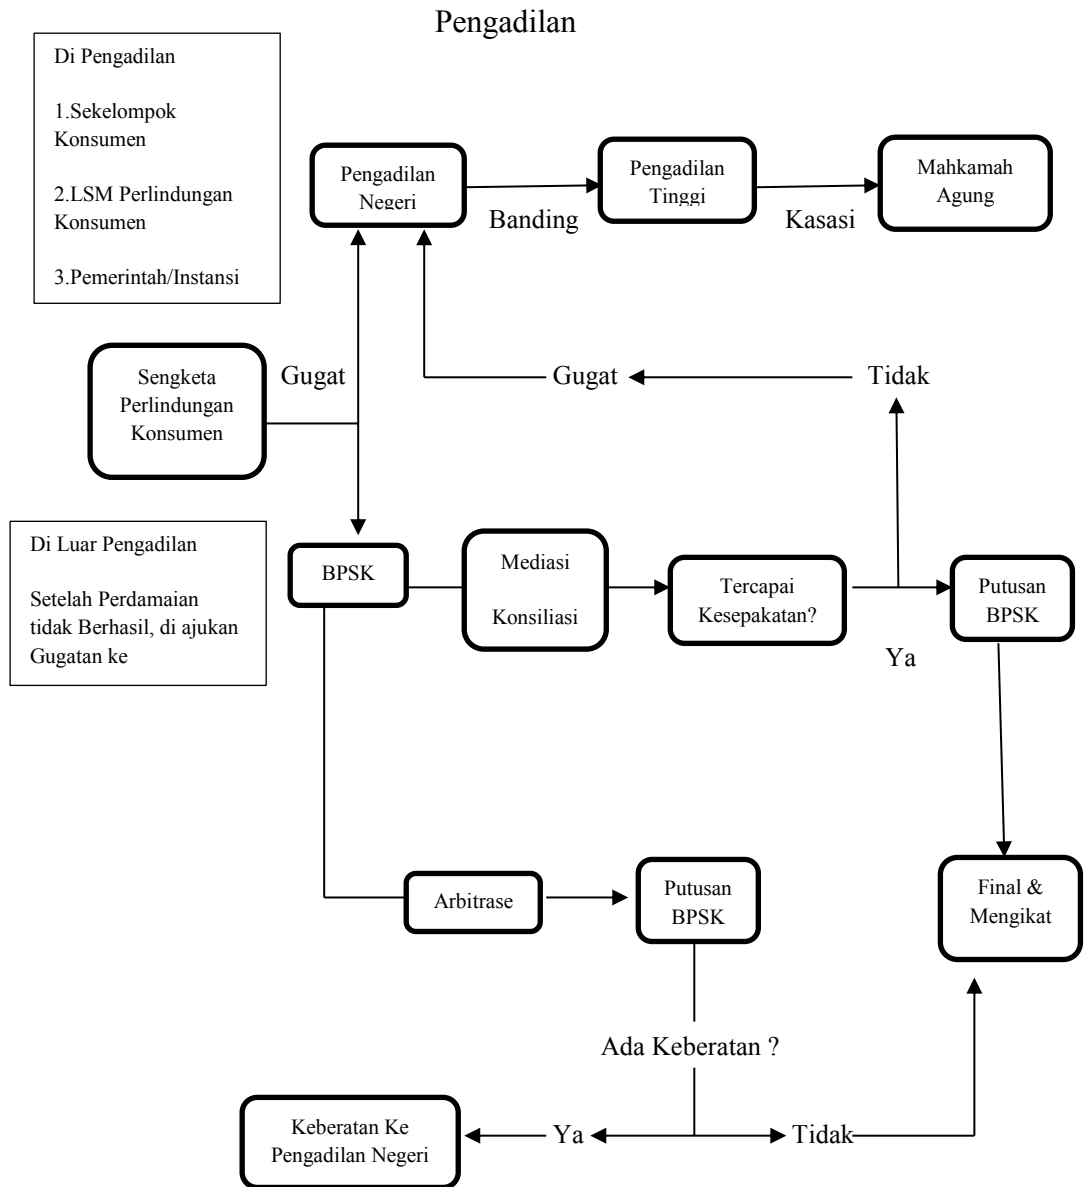 Pengadilan
Di Pengadilan
1.Sekelompok
Konsumen
2.LSM Perlindungan
Konsumen
3.Pemerintah/Instansi
Pengadilan
Negeri
Banding
Pengadilan
Tinggi
Kasasi
Mahkamah
Agung
Sengketa
Perlindungan
Konsumen
Gugat
Gugat
Tidak
Di Luar Pengadilan
Setelah Perdamaian
tidak Berhasil, di ajukan
Gugatan ke
BPSK
Mediasi
Konsiliasi
Tercapai
Kesepakatan?
Ya
Putusan
BPSK
Arbitrase
Putusan
BPSK
Final &
Mengikat
Ada Keberatan ?
Keberatan Ke
Pengadilan Negeri
Ya
Tidak